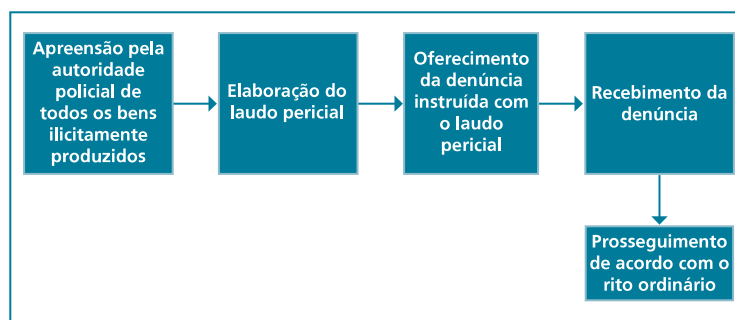 Apreensão pela
autoridade
policial de
todos os bens
ilicitamente
produzidos
Elaboração do
laudo pericial
Oferecimento
da denúncia
instruída com
o laudo
pericial
Recebimento da
denúncia
Prosseguimento
de acordo com o
rito ordinário